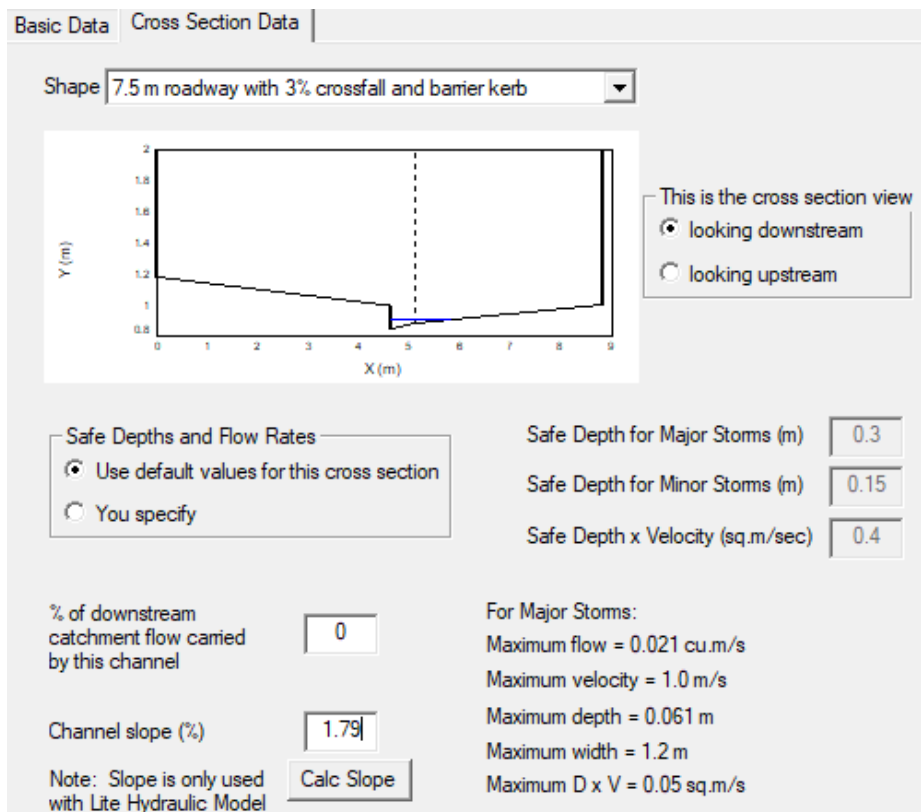 Basic Data Cross Section Data
Shape 7.5 m roadway with 3% crossfall and barrier kerb
2
1.8
1.6
1.4
1.2
1
0.8
Y (m)
0 1 2 3 4 5 6 7 8 9
X (m)
This is the cross section view
looking downstream
looking upstream
Safe Depths and Flow Rates
Use default values for this cross section
You specify
Safe Depth for Major Storms (m) 0.3
Safe Depth for Minor Storms (m) 0.15
Safe Depth x Velocity (sq.m/sec) 0.4
% of downstream
catchment flow carried
by this channel
0
Channel slope (%) 1.79
Note: Slope is only used
with Lite Hydraulic Model
Calc Slope
For Major Storms:
Maximum flow = 0.021 cu.m/s
Maximum velocity = 1.0 m/s
Maximum depth = 0.061 m
Maximum width = 1.2 m
Maximum D x V = 0.05 sq.m/s